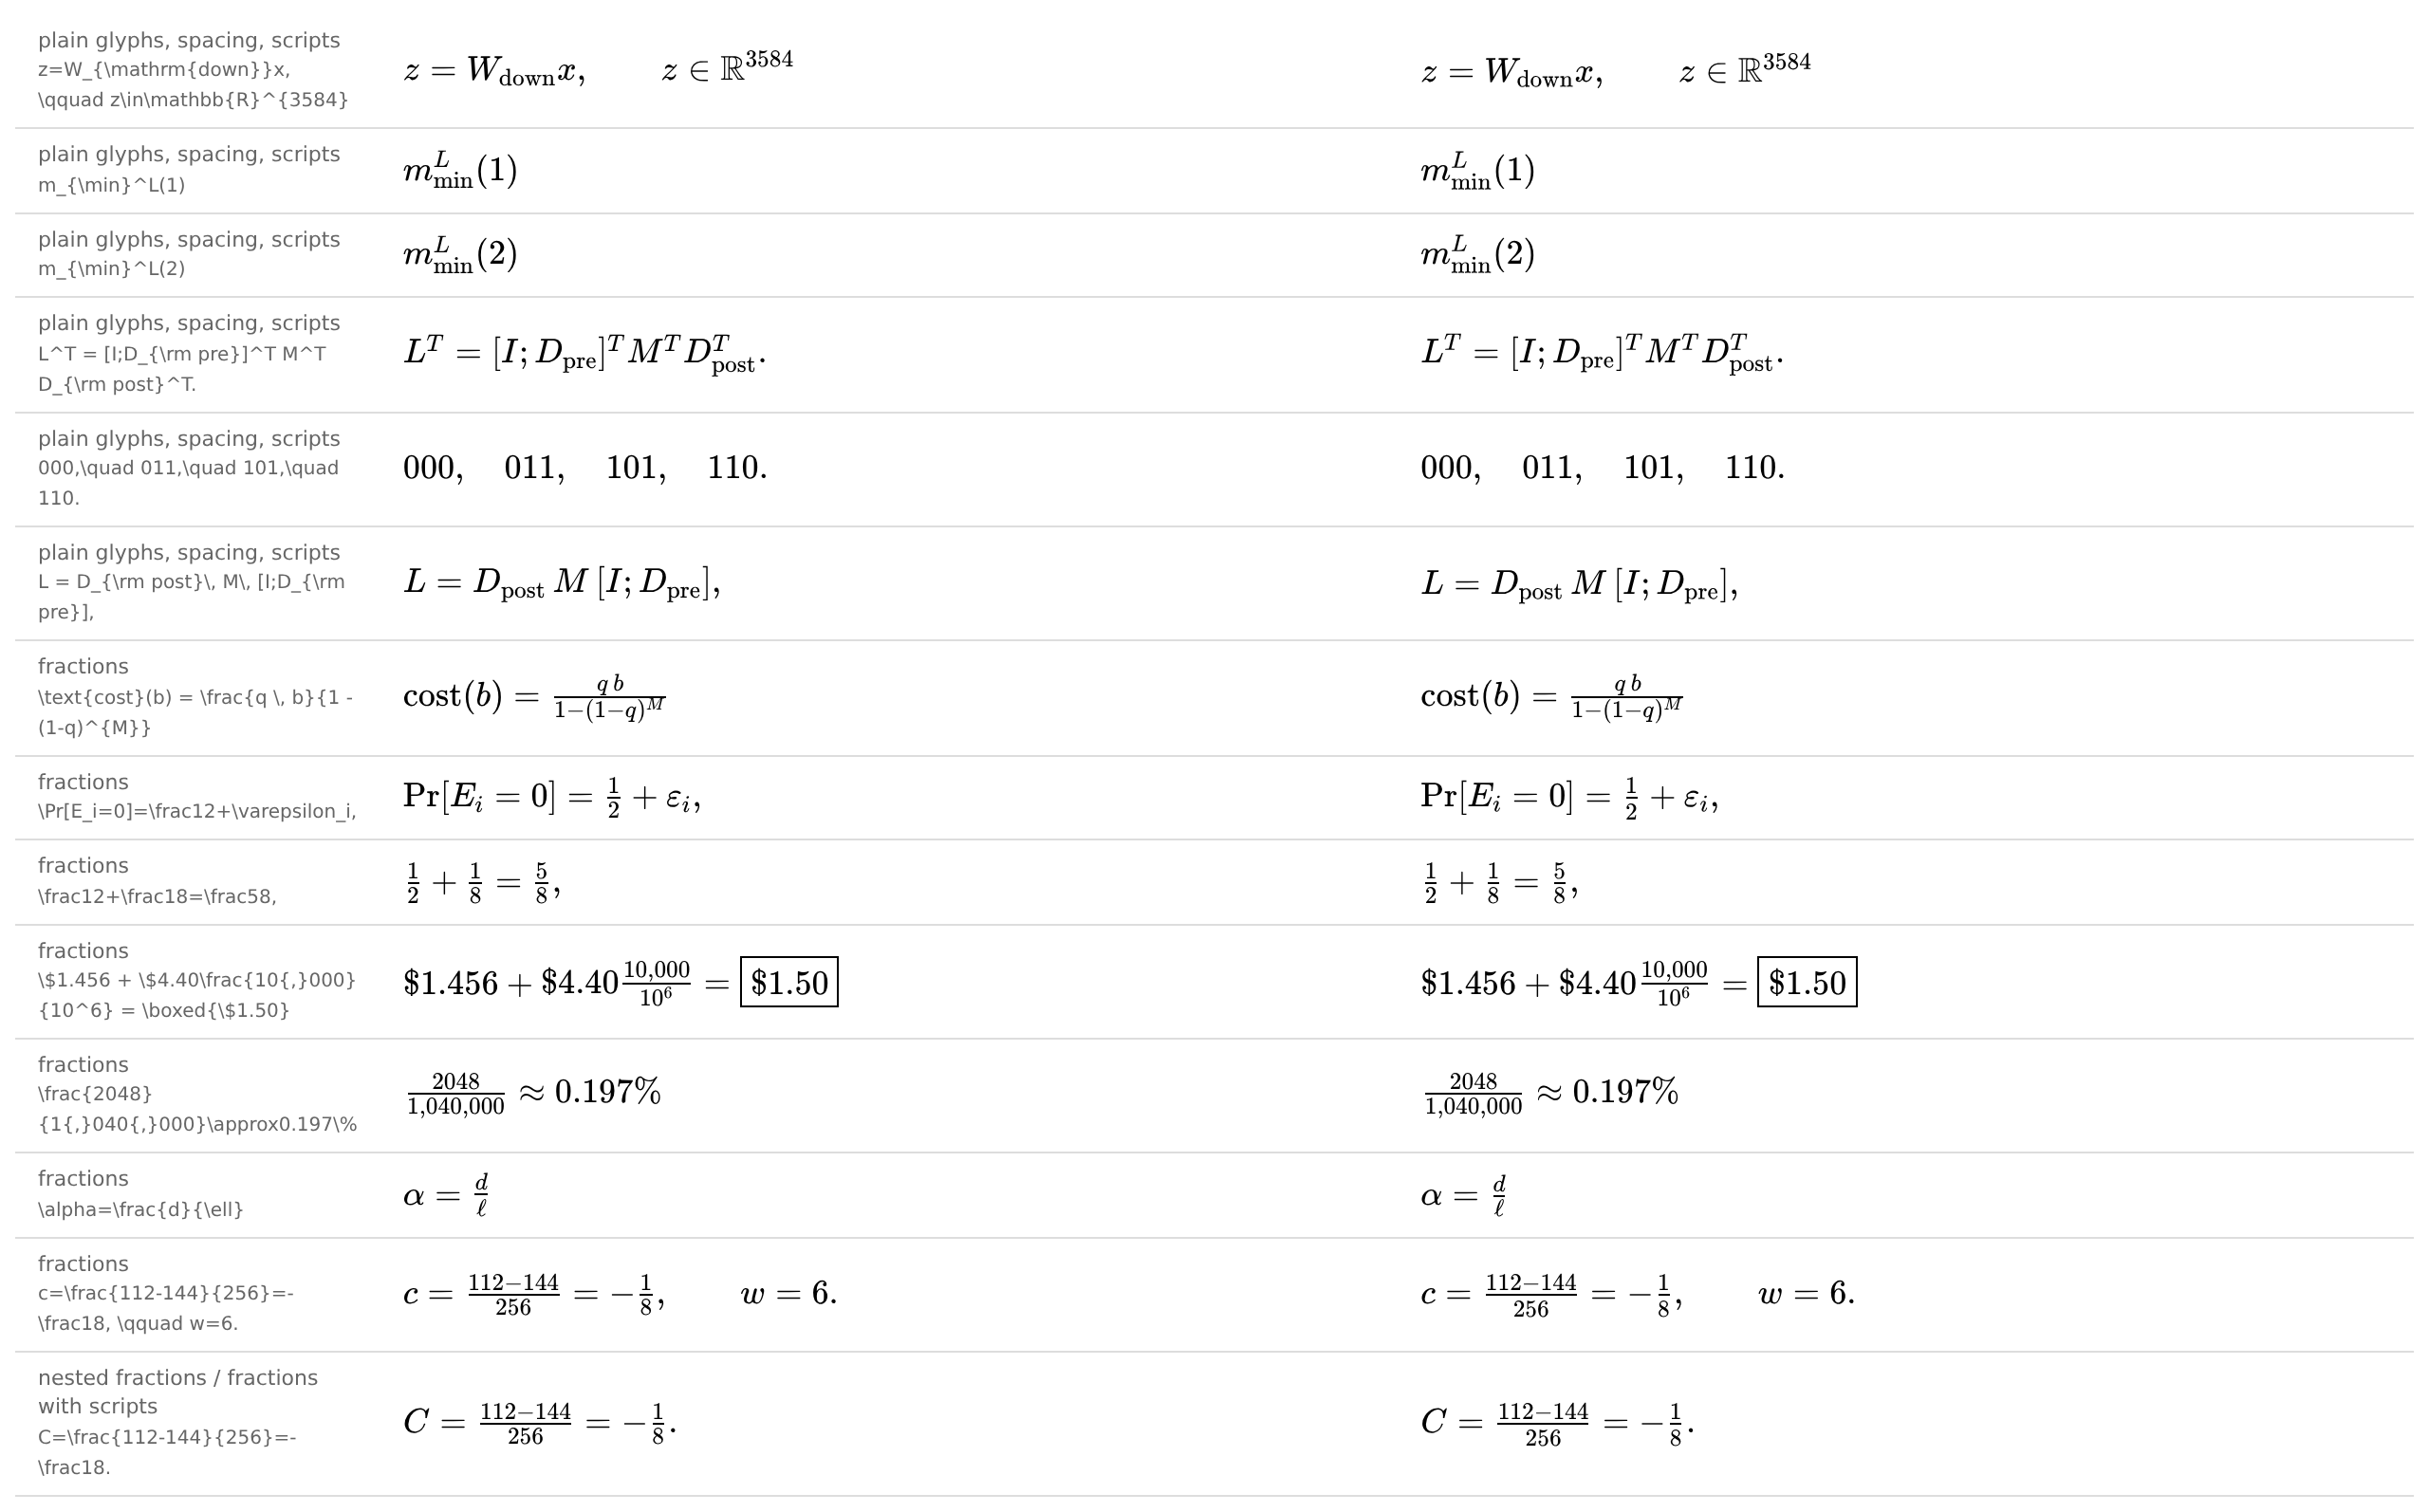 plain glyphs, spacing, scripts
z=W_{\mathrm{down}}x,
\qquad z\in\mathbb{R}^{3584}
z = W_down x,    z ∈ ℝ^3584
z = W_down x,    z ∈ ℝ^3584
plain glyphs, spacing, scripts
m_{\min}^L(1)
m_min^L(1)
m_min^L(1)
plain glyphs, spacing, scripts
m_{\min}^L(2)
m_min^L(2)
m_min^L(2)
plain glyphs, spacing, scripts
L^T = [I;D_{\rm pre}]^T M^T
D_{\rm post}^T.
L^T = [I; D_pre]^T M^T D_post^T.
L^T = [I; D_pre]^T M^T D_post^T.
plain glyphs, spacing, scripts
000,\quad 011,\quad 101,\quad
110.
000,  011,  101,  110.
000,  011,  101,  110.
plain glyphs, spacing, scripts
L = D_{\rm post}\, M\, [I;D_{\rm
pre}],
L = D_post M [I; D_pre],
L = D_post M [I; D_pre],
fractions
\text{cost}(b) = \frac{q \, b}{1 -
(1-q)^{M}}
cost(b) = q b / 1−(1−q)^M
cost(b) = q b / 1−(1−q)^M
fractions
\Pr[E_i=0]=\frac12+\varepsilon_i,
Pr[E_i = 0] = 1/2 + ε_i,
Pr[E_i = 0] = 1/2 + ε_i,
fractions
\frac12+\frac18=\frac58,
1/2 + 1/8 = 5/8,
1/2 + 1/8 = 5/8,
fractions
\$1.456 + \$4.40\frac{10{,}000}
{10^6} = \boxed{\$1.50}
$1.456 + $4.40 10,000/10^6 = $1.50
$1.456 + $4.40 10,000/10^6 = $1.50
fractions
\frac{2048}
{1{,}040{,}000}\approx0.197\%
2048/1,040,000 ≈ 0.197%
2048/1,040,000 ≈ 0.197%
fractions
\alpha=\frac{d}{\ell}
α = d/ℓ
α = d/ℓ
fractions
c=\frac{112-144}{256}=-
\frac18, \qquad w=6.
c = 112−144/256 = −1/8,    w = 6.
c = 112−144/256 = −1/8,    w = 6.
nested fractions / fractions
with scripts
C=\frac{112-144}{256}=-
\frac18.
C = 112−144/256 = −1/8.
C = 112−144/256 = −1/8.